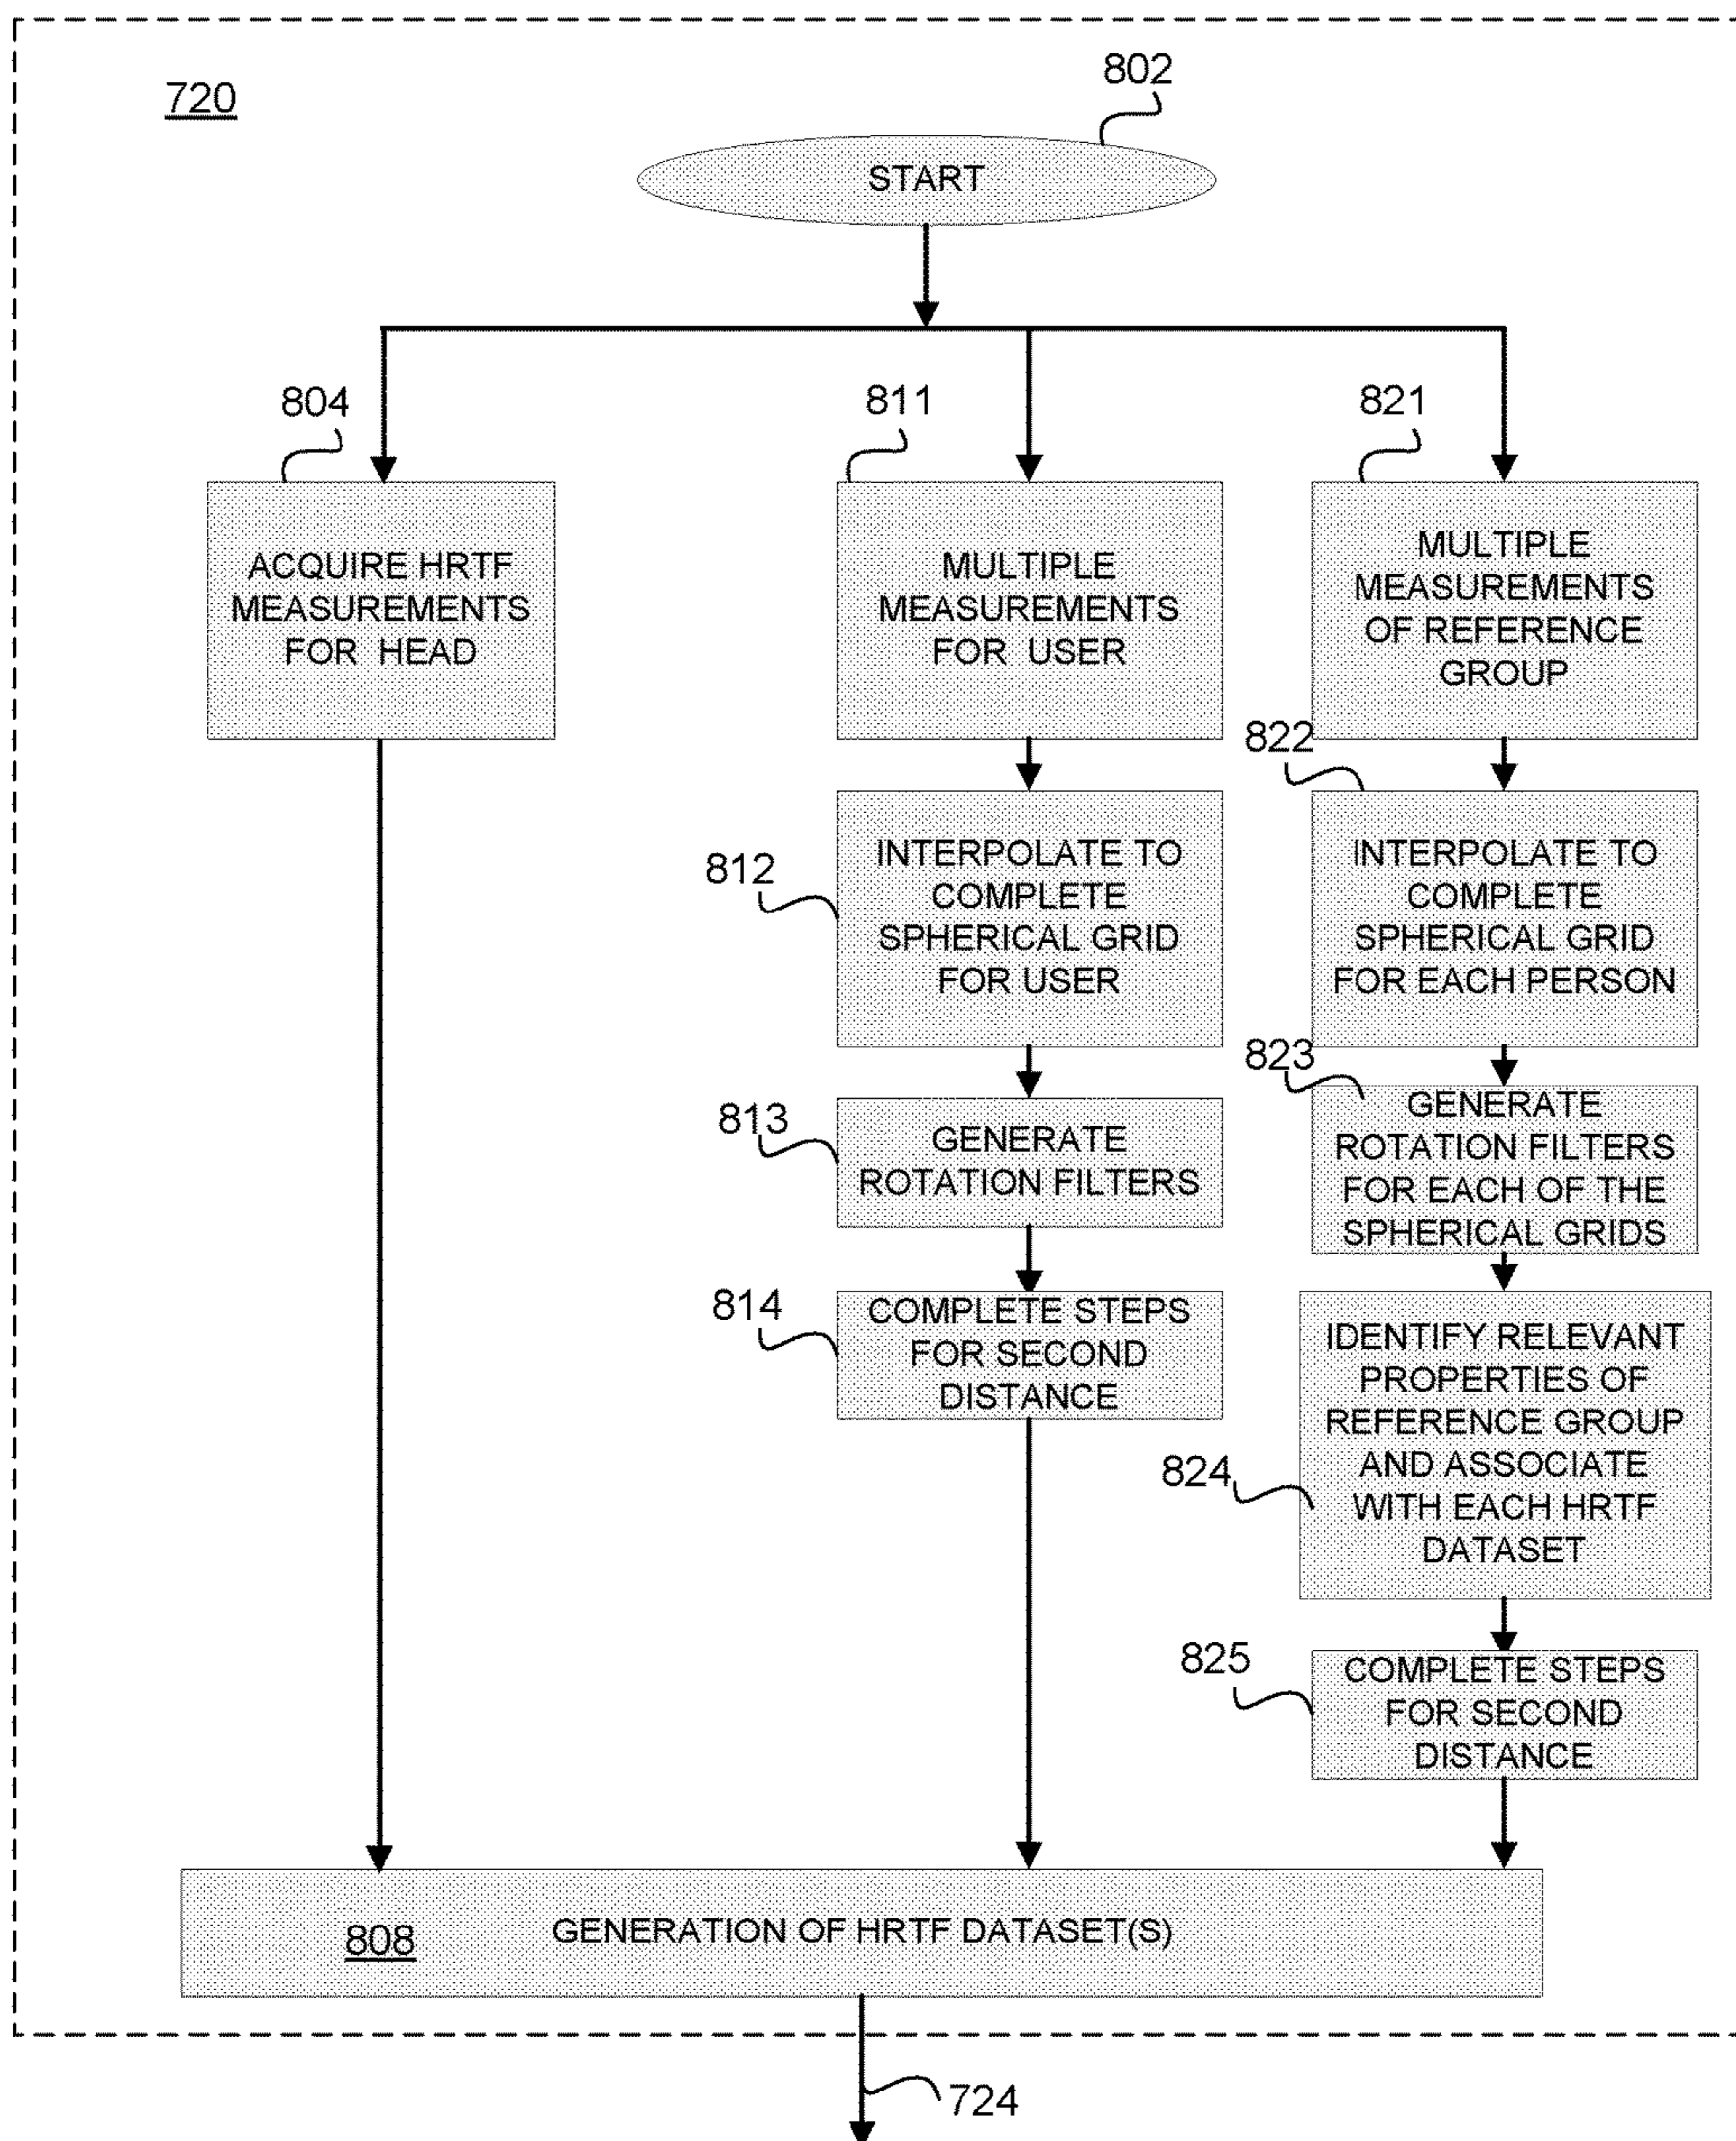 720
802
START
804
811
821
ACQUIRE HRTF
MEASUREMENTS
FOR HEAD
MULTIPLE
MEASUREMENTS
FOR USER
MULTIPLE
MEASUREMENTS
OF REFERENCE
GROUP
812
INTERPOLATE TO
COMPLETE
SPHERICAL GRID
FOR USER
822
INTERPOLATE TO
COMPLETE
SPHERICAL GRID
FOR EACH PERSON
813
GENERATE
ROTATION FILTERS
823
GENERATE
ROTATION FILTERS
FOR EACH OF THE
SPHERICAL GRIDS
814
COMPLETE STEPS
FOR SECOND
DISTANCE
824
IDENTIFY RELEVANT
PROPERTIES OF
REFERENCE GROUP
AND ASSOCIATE
WITH EACH HRTF
DATASET
825
COMPLETE STEPS
FOR SECOND
DISTANCE
808
GENERATION OF HRTF DATASET(S)
724